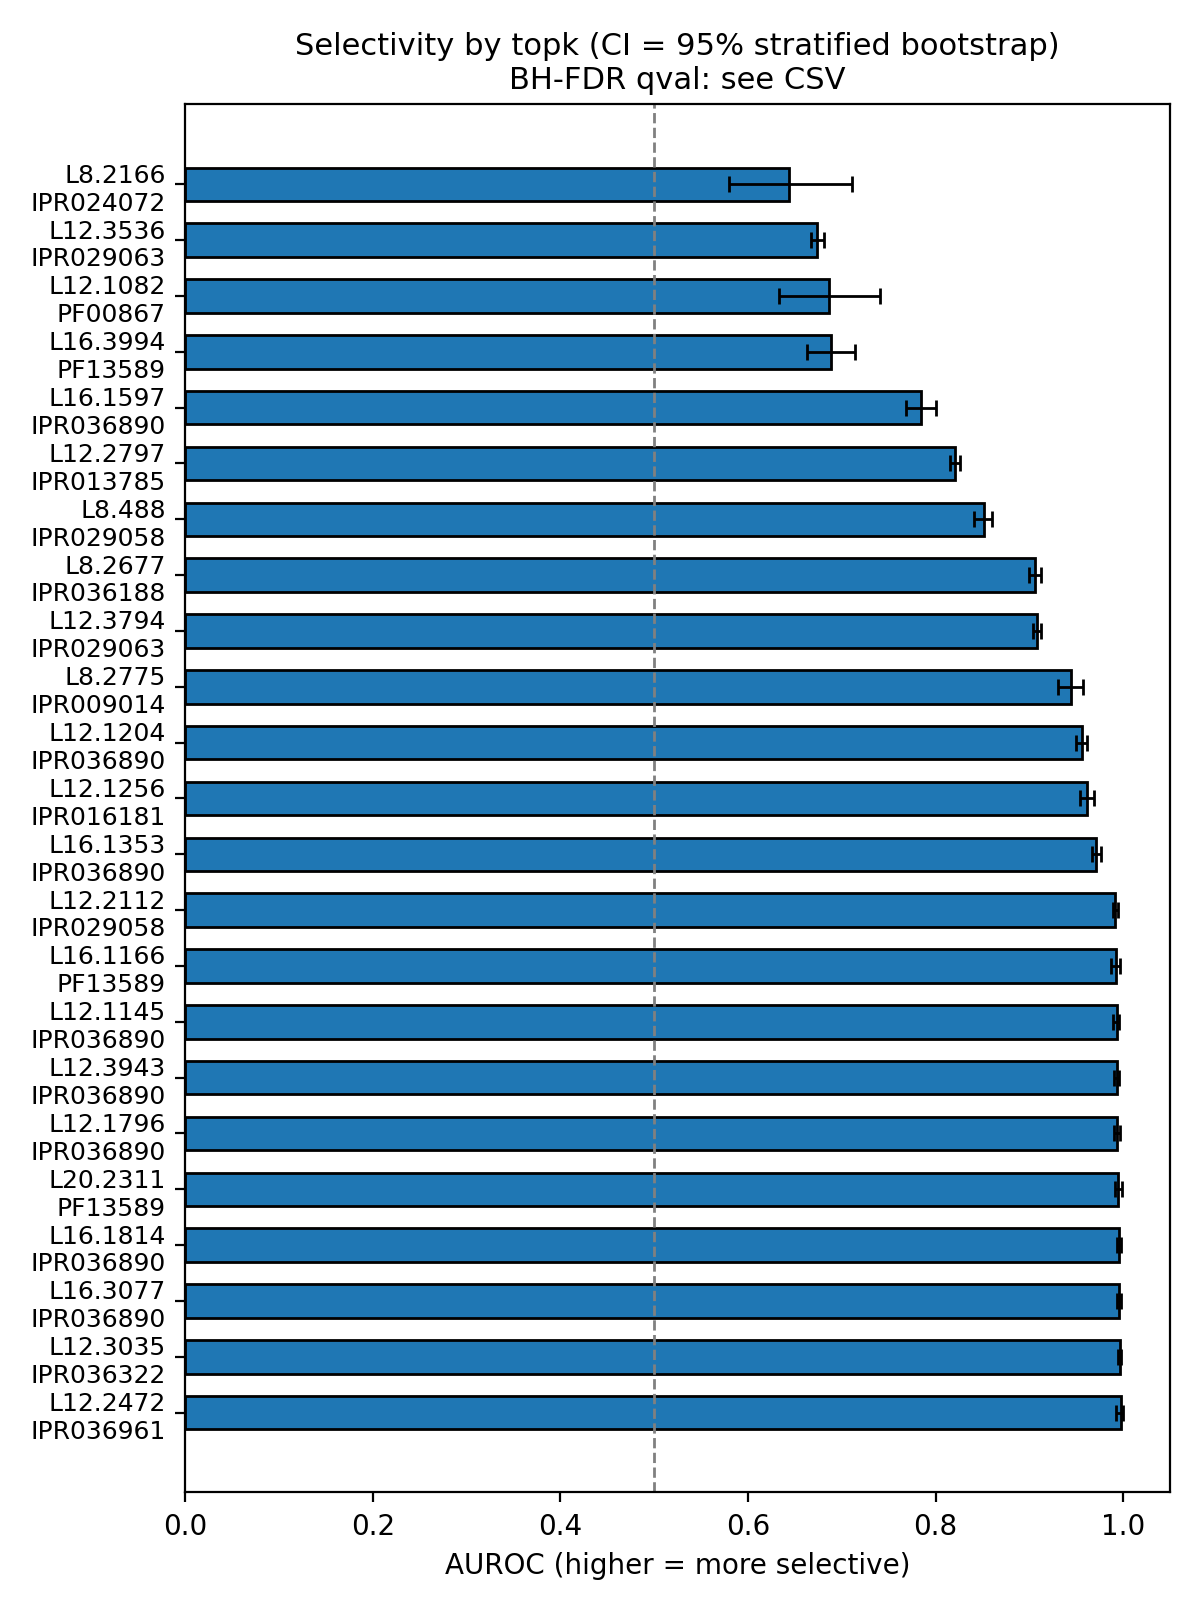 Selectivity by topk (CI = 95% stratified bootstrap)
BH-FDR qval: see CSV
L8.2166
IPR024072
L12.3536
IPR029063
L12.1082
PF00867
L16.3994
PF13589
L16.1597
IPR036890
L12.2797
IPR013785
L8.488
IPR029058
L8.2677
IPR036188
L12.3794
IPR029063
L8.2775
IPR009014
L12.1204
IPR036890
L12.1256
IPR016181
L16.1353
IPR036890
L12.2112
IPR029058
L16.1166
PF13589
L12.1145
IPR036890
L12.3943
IPR036890
L12.1796
IPR036890
L20.2311
PF13589
L16.1814
IPR036890
L16.3077
IPR036890
L12.3035
IPR036322
L12.2472
IPR036961
0.0 0.2 0.4 0.6 0.8 1.0
AUROC (higher = more selective)